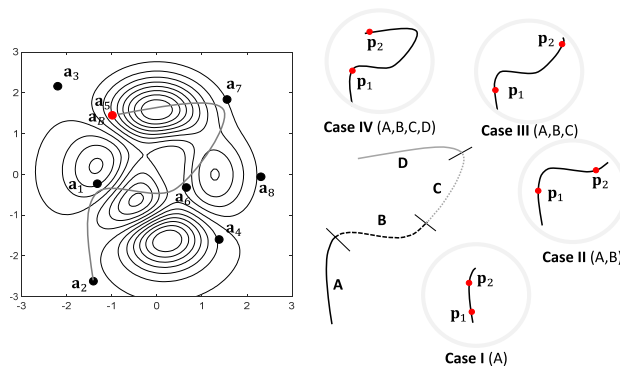 3
2
1
0
-1
-2
-3
-3
-2
-1
0
1
2
3
a3
a5
aB
a7
a1
a6
a8
a4
a2
p2
p1
Case IV (A,B,C,D)
p2
p1
Case III (A,B,C)
D
C
B
A
p1
p2
Case II (A,B)
p2
p1
Case I (A)